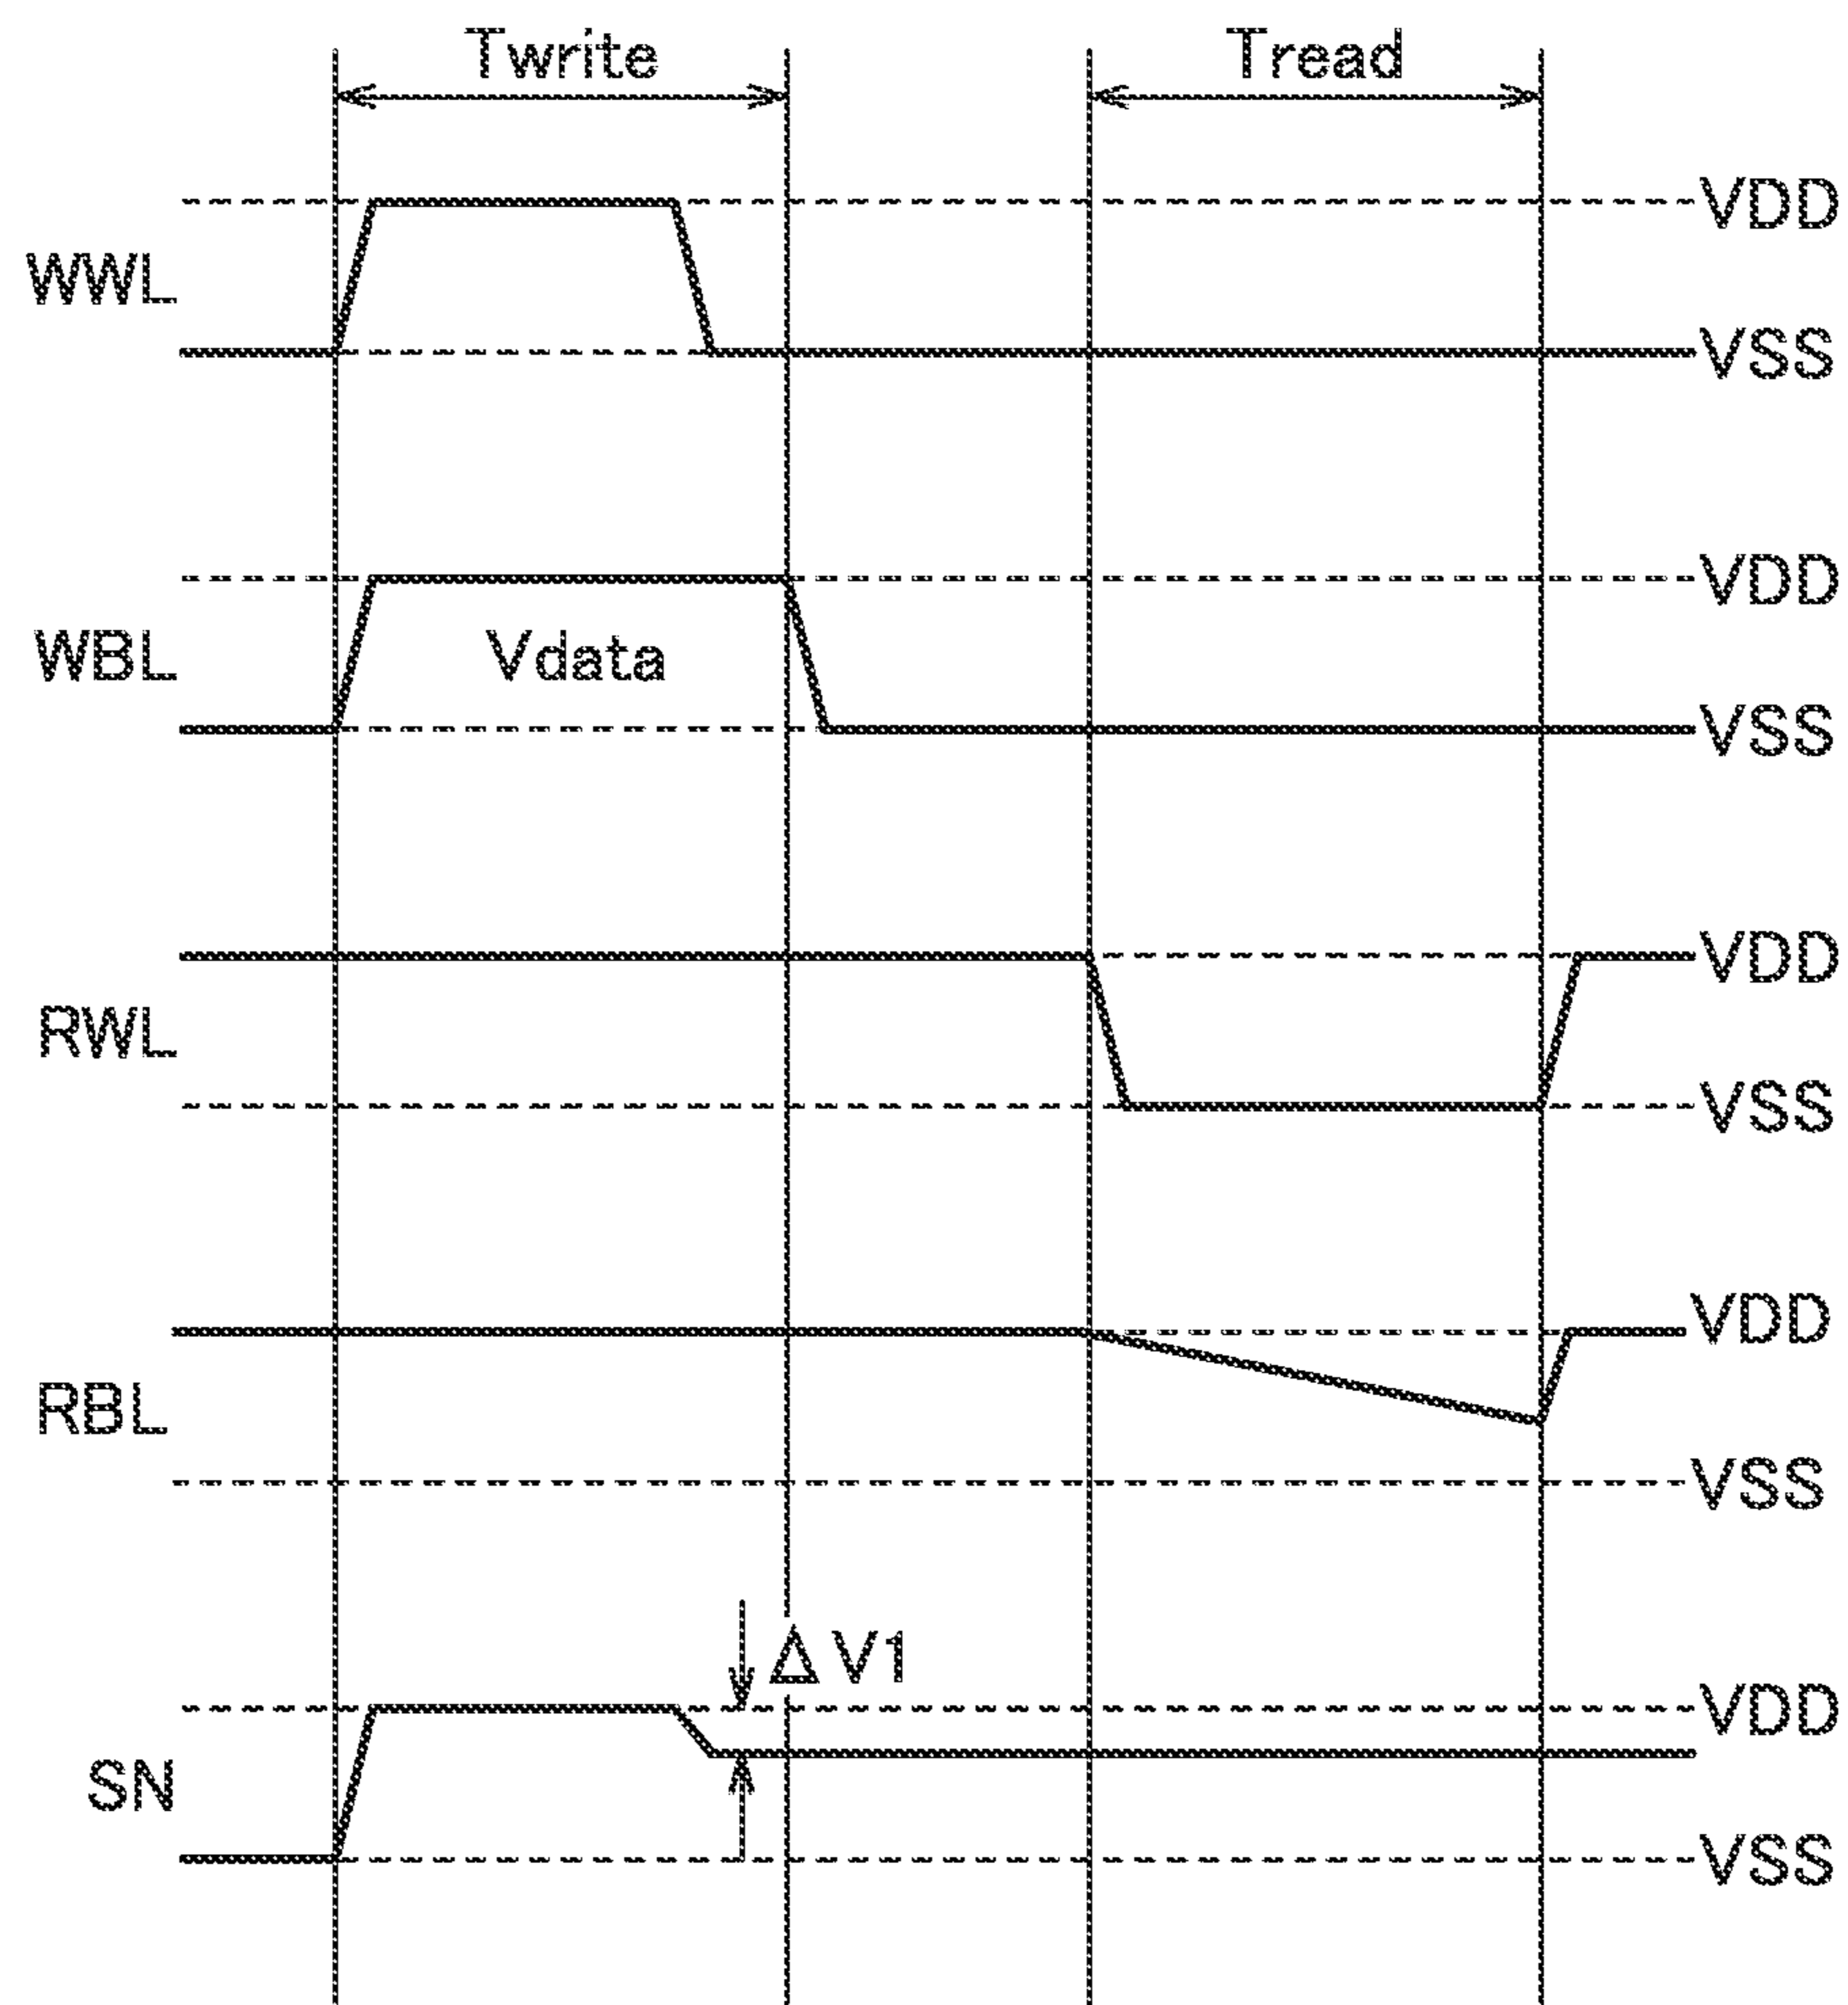 Twrite Tread
VDD
WWL
VSS
VDD
WBL Vdata
VSS
VDD
RWL
VSS
VDD
RBL
VSS
ΔV1
VDD
SN
VSS